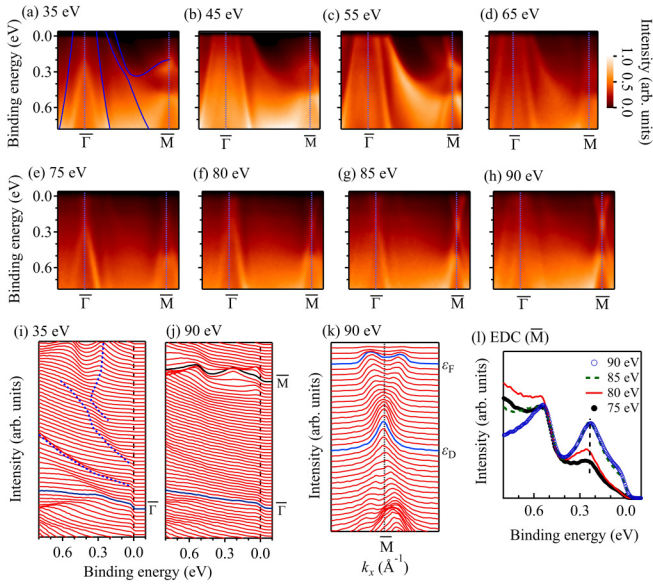 (a) 35 eV
(b) 45 eV
(c) 55 eV
(d) 65 eV
Binding energy (eV)
0.0
0.3
0.6
Γ̅
M̅
Γ̅
M̅
Γ̅
M̅
Γ̅
M̅
1.0
0.5
0.0
Intensity (arb. units)
(e) 75 eV
(f) 80 eV
(g) 85 eV
(h) 90 eV
Binding energy (eV)
0.0
0.3
0.6
Γ̅
M̅
Γ̅
M̅
Γ̅
M̅
Γ̅
M̅
(i) 35 eV
(j) 90 eV
(k) 90 eV
(l) EDC (M̅)
Intensity (arb. units)
Γ̅
M̅
Γ̅
0.6 0.3 0.0
0.6 0.3 0.0
Binding energy (eV)
Intensity (arb. units)
εF
εD
M̅
kx (Å-1)
Intensity (arb. units)
90 eV
85 eV
80 eV
75 eV
0.6 0.3 0.0
Binding energy (eV)